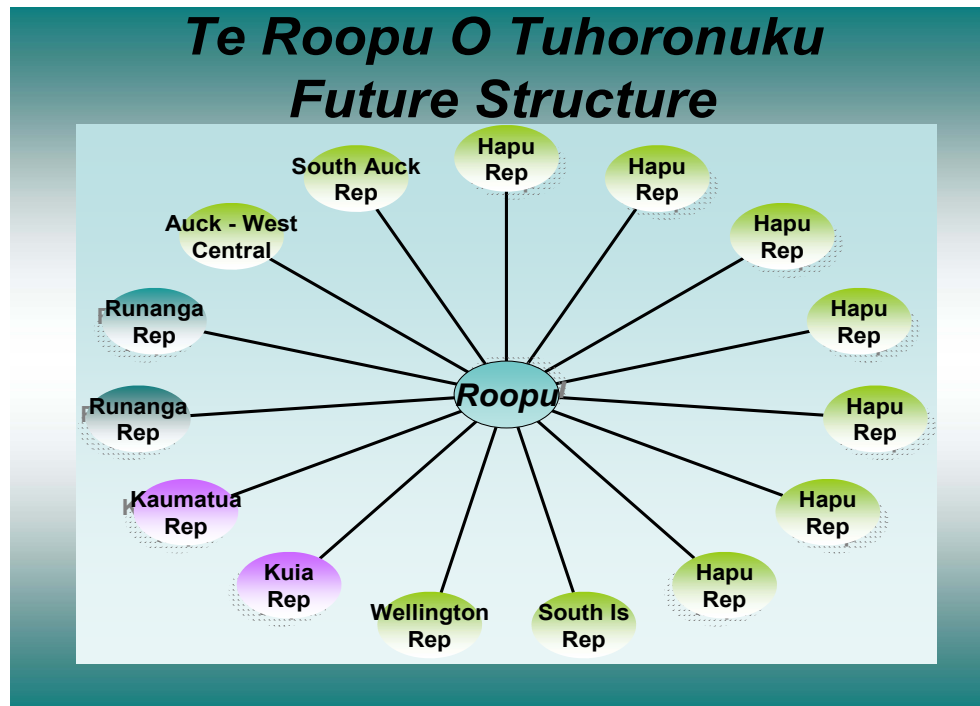 Te Roopu O Tuhoronuku
Future Structure
Hapu
Rep
Hapu
Rep
Hapu
Rep
Hapu
Rep
Hapu
Rep
Hapu
Rep
Hapu
Rep
South Is
Rep
Wellington
Rep
Kuia
Rep
Kaumatua
Rep
Runanga
Rep
Runanga
Rep
Auck - West
Central
South Auck
Rep
Roopu